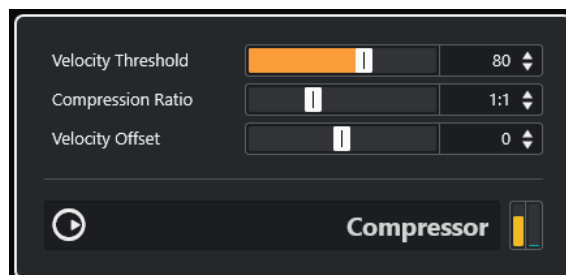 Velocity Threshold 80
Compression Ratio 1:1
Velocity Offset 0
Compressor